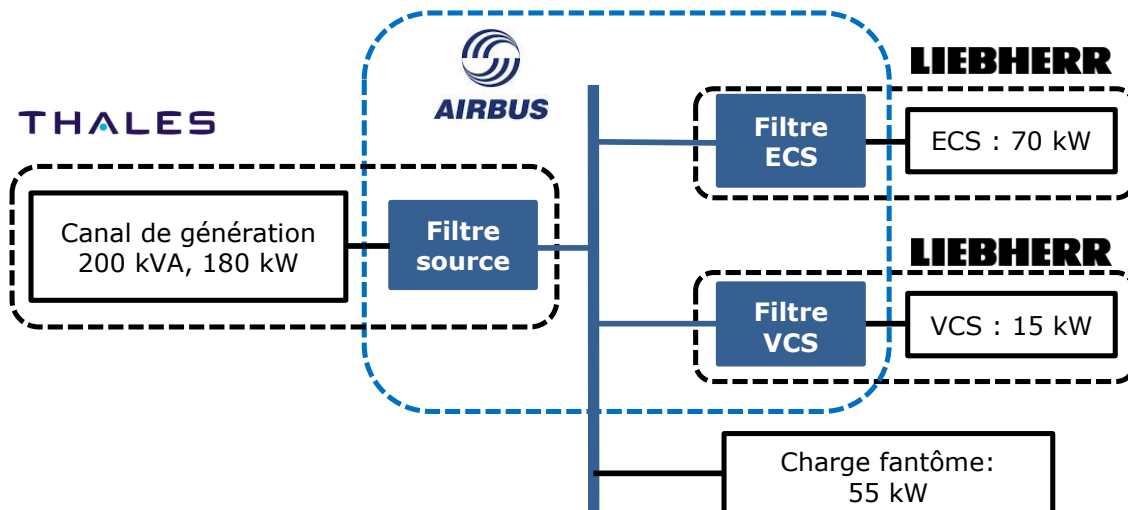 THALES
Canal de génération
200 kVA, 180 kW
Filtre
source
AIRBUS
LIEBHERR
Filtre
ECS
ECS : 70 kW
LIEBHERR
Filtre
VCS
VCS : 15 kW
Charge fantôme:
55 kW